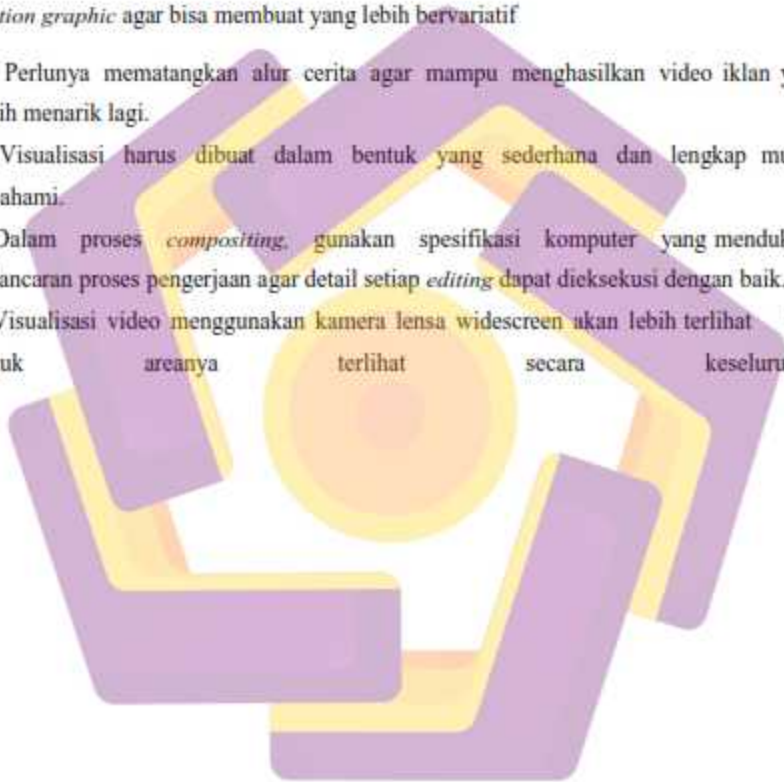 tion graphic agar bisa membuat yang lebih bervariatif
Perlunya mematangkan alur cerita agar mampu menghasilkan video iklan y
ih menarik lagi.
Visualisasi harus dibuat dalam bentuk yang sederhana dan lengkap mu
ahami.
Dalam proses compositing, gunakan spesifikasi komputer yang menduk
ancaran proses pengerjaan agar detail setiap editing dapat dieksekusi dengan baik.
Visualisasi video menggunakan kamera lensa widescreen akan lebih terlihat
uk areanya terlihat secara keseluru